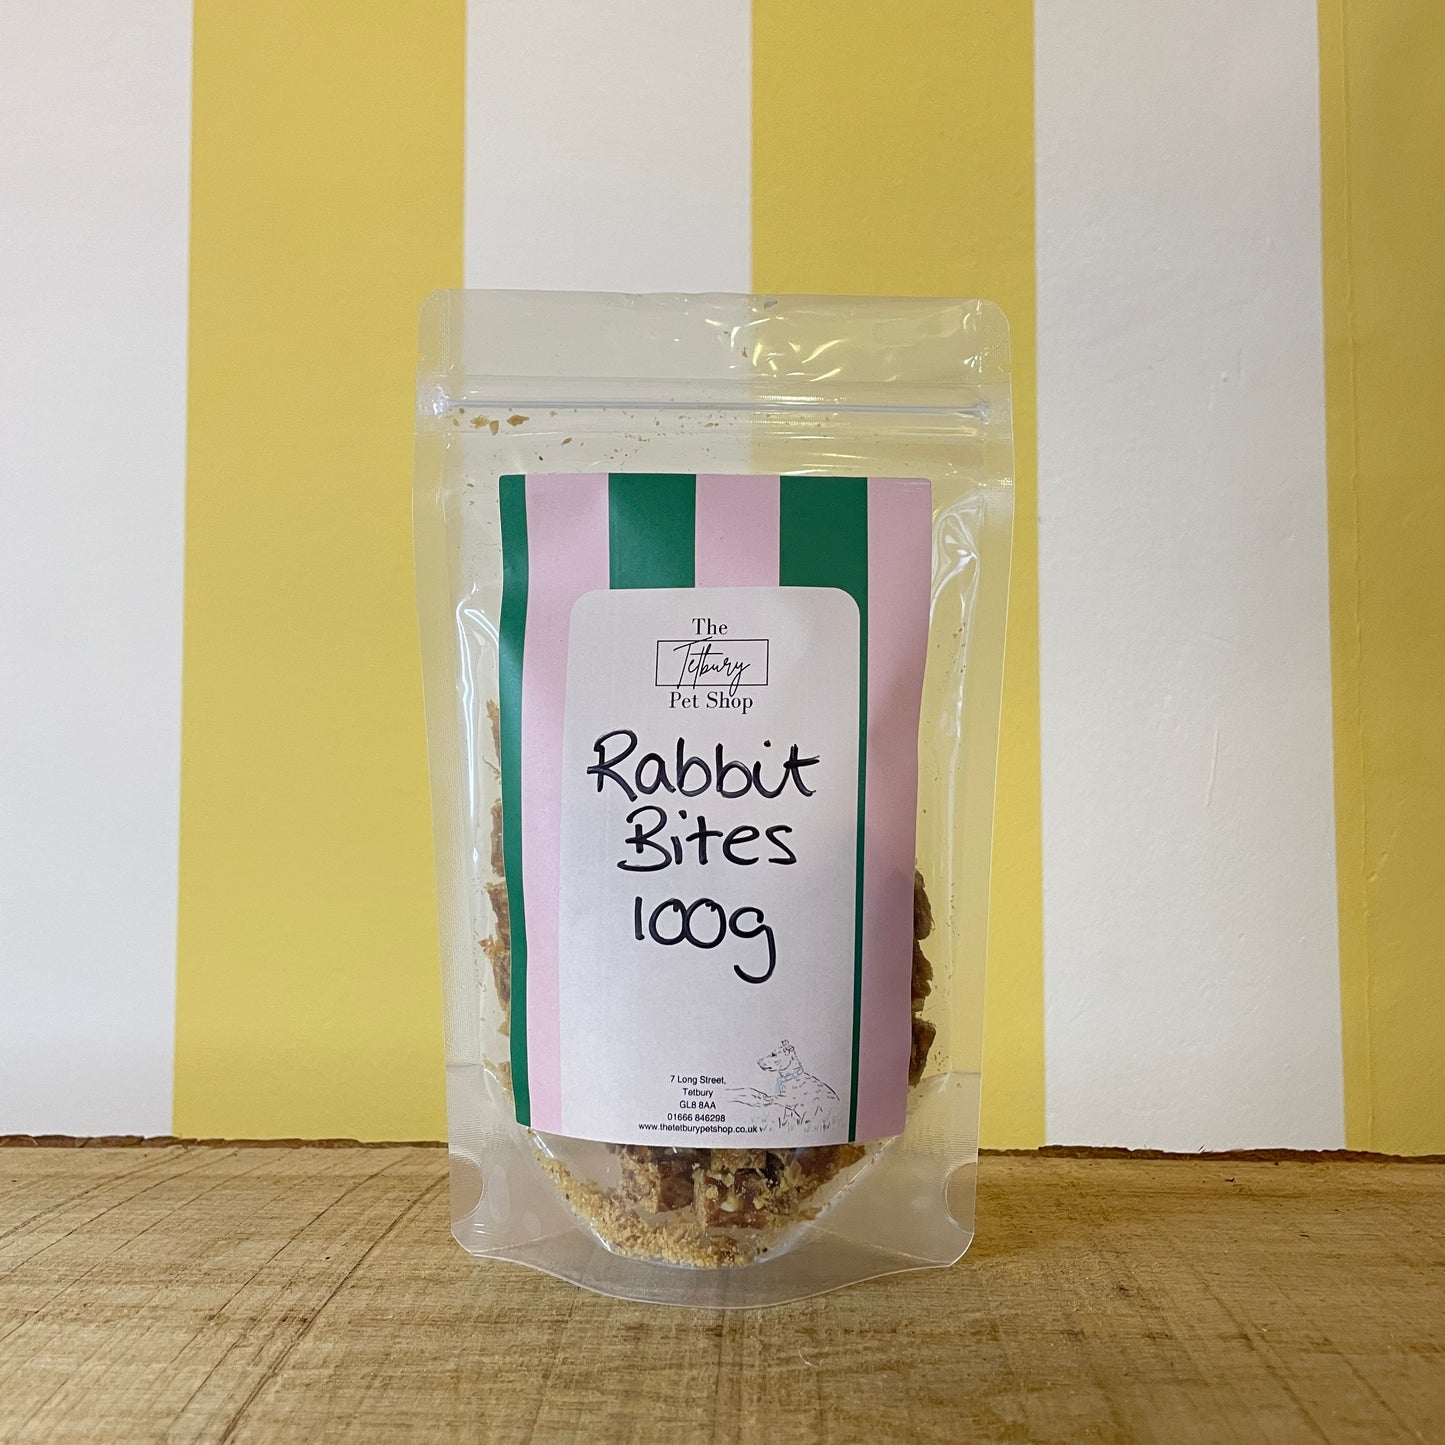 The
Tetbury
Pet Shop
Rabbit
Bites
100g
7 Long Street,
Tetbury
GL8 8AA
01666 846298
www.thetetburypetshop.co.uk